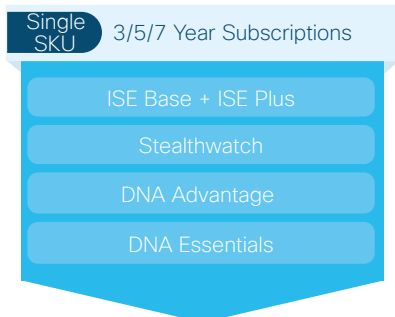 Single
SKU
3/5/7 Year Subscriptions
ISE Base + ISE Plus
Stealthwatch
DNA Advantage
DNA Essentials